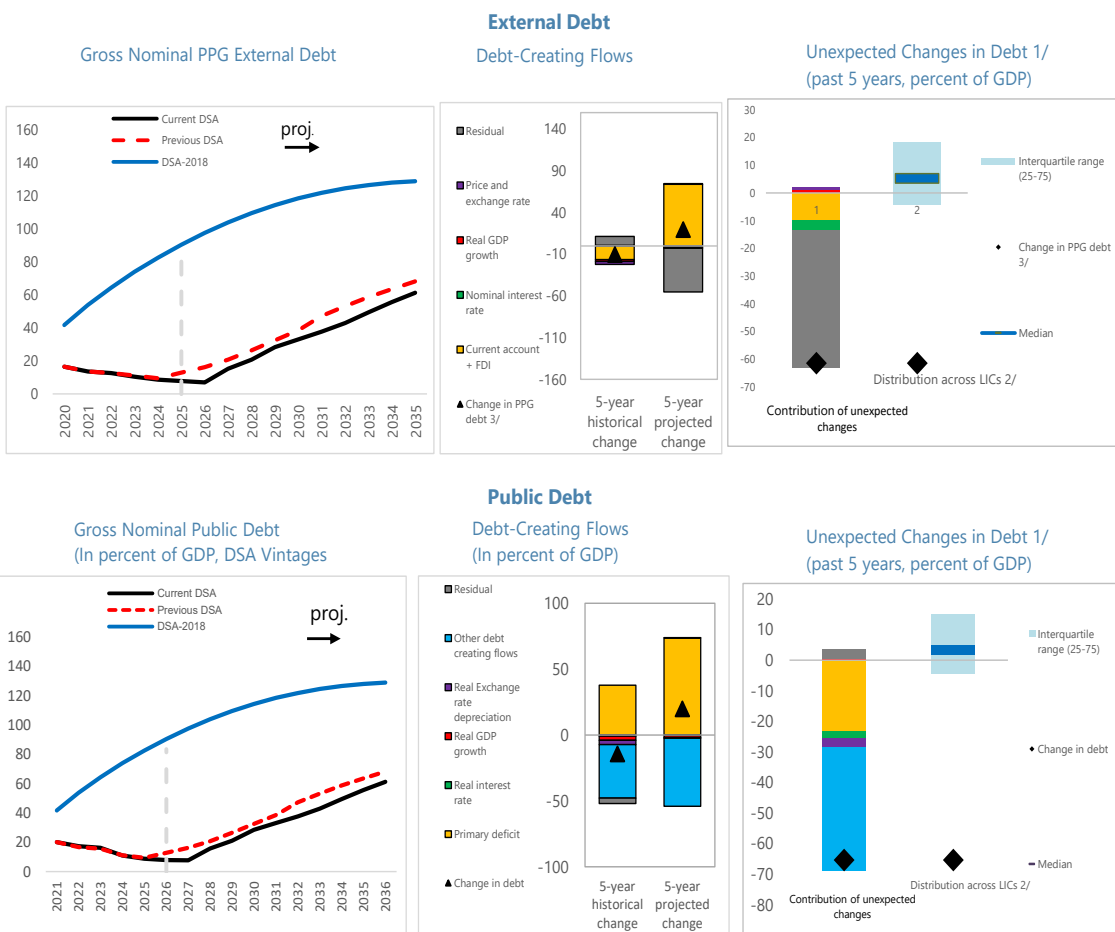 External Debt
Gross Nominal PPG External Debt
Debt-Creating Flows
Unexpected Changes in Debt 1/
(past 5 years, percent of GDP)
Current DSA
Previous DSA
DSA-2018
proj.
160
140
120
100
80
60
40
20
0
2020
2021
2022
2023
2024
2025
2026
2027
2028
2029
2030
2031
2032
2033
2034
2035
Residual
Price and
exchange rate
Real GDP
growth
Nominal interest
rate
Current account
+ FDI
Change in PPG
debt 3/
140
90
40
-10
-60
-110
-160
5-year
historical
change
5-year
projected
change
30
20
10
0
-10
-20
-30
-40
-50
-60
-70
1
2
Interquartile range
(25-75)
Change in PPG debt
3/
Median
Distribution across LICs 2/
Contribution of unexpected
changes
Public Debt
Gross Nominal Public Debt
(In percent of GDP, DSA Vintages
Debt-Creating Flows
(In percent of GDP)
Unexpected Changes in Debt 1/
(past 5 years, percent of GDP)
Current DSA
Previous DSA
DSA-2018
proj.
160
140
120
100
80
60
40
20
0
2021
2022
2023
2024
2025
2026
2027
2028
2029
2030
2031
2032
2033
2034
2035
2036
Residual
Other debt
creating flows
Real Exchange
rate
depreciation
Real GDP
growth
Real interest
rate
Primary deficit
Change in debt
100
50
0
-50
-100
5-year
historical
change
5-year
projected
change
20
10
0
-10
-20
-30
-40
-50
-60
-70
-80
Interquartile
range (25-75)
Change in debt
Median
Distribution across LICs 2/
Contribution of unexpected
changes